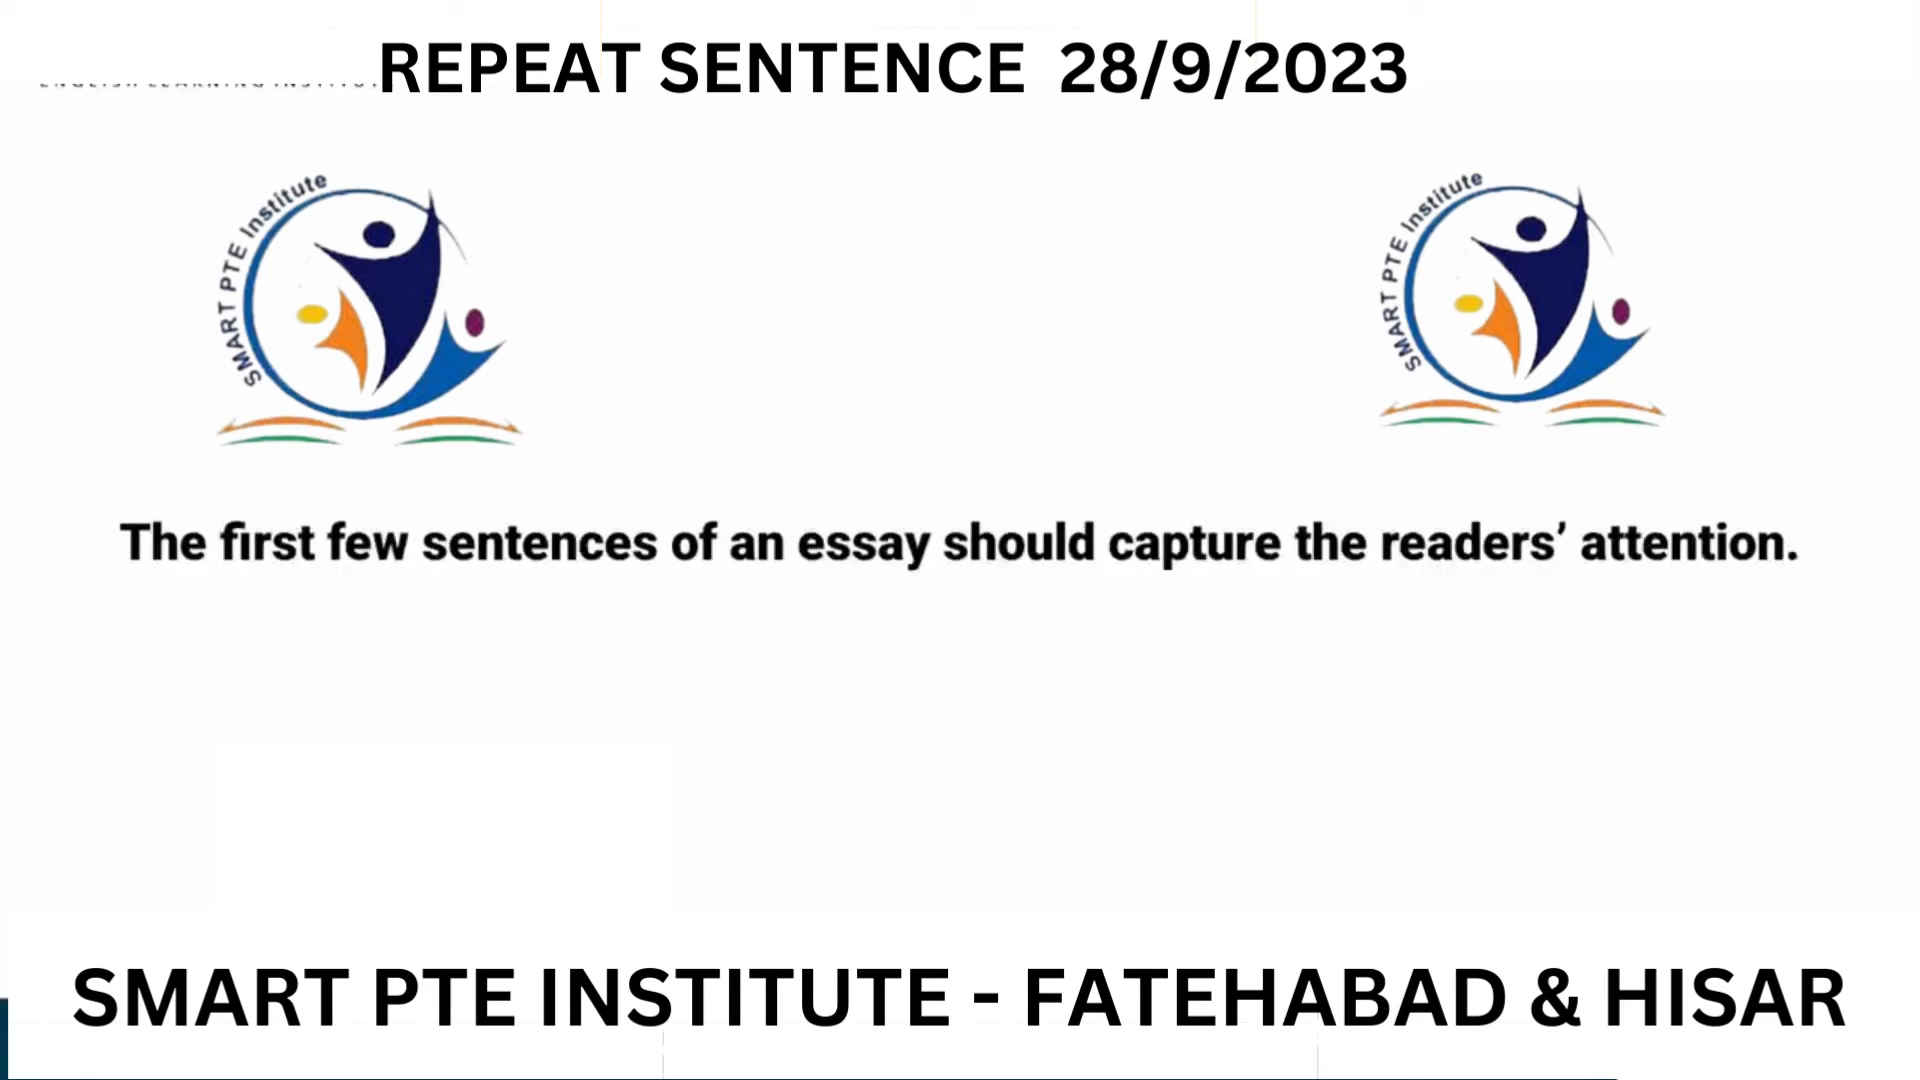 REPEAT SENTENCE 28/9/2023
SMART PTE Institute
SMART PTE Institute
The first few sentences of an essay should capture the readers’ attention.
SMART PTE INSTITUTE - FATEHABAD & HISAR